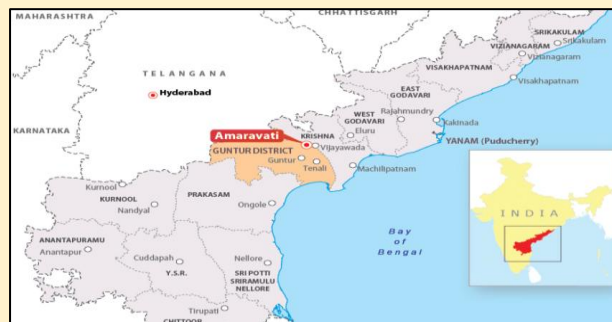 MAHARASHTRA
CHHATTISGARH
SRIKAKULAM
Srikakulam
VIZIANAGARAM
Vizianagaram
VISAKHAPATNAM
Visakhapatnam
TELANGANA
Hyderabad
EAST
GODAVARI
Rajahmundry
Kakinada
WEST
GODAVARI
Eluru
YANAM (Puducherry)
KARNATAKA
Amaravati
KRISHNA
Vijayawada
GUNTUR DISTRICT
Guntur
Tenali
Machilipatnam
Kurnool
KURNOOL
Nandyal
PRAKASAM
Ongole
ANANTAPURAMU
Anantapur
Cuddapah
Y.S.R.
Nellore
SRI POTTI
SRIRAMULU
NELLORE
Tirupati
CHITTOOR
Bay
of
Bengal
INDIA